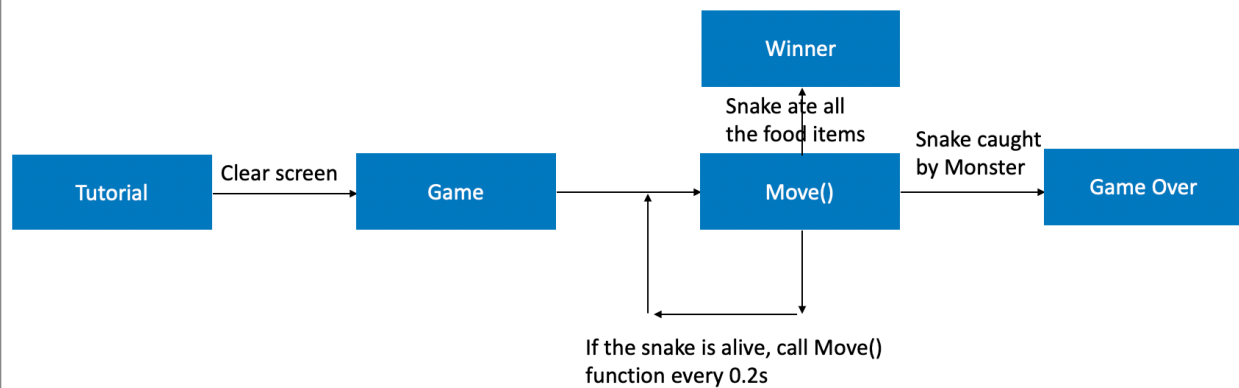 Winner
Snake ate all
the food items
Snake caught
by Monster
Tutorial
Clear screen
Game
Move()
Game Over
If the snake is alive, call Move()
function every 0.2s